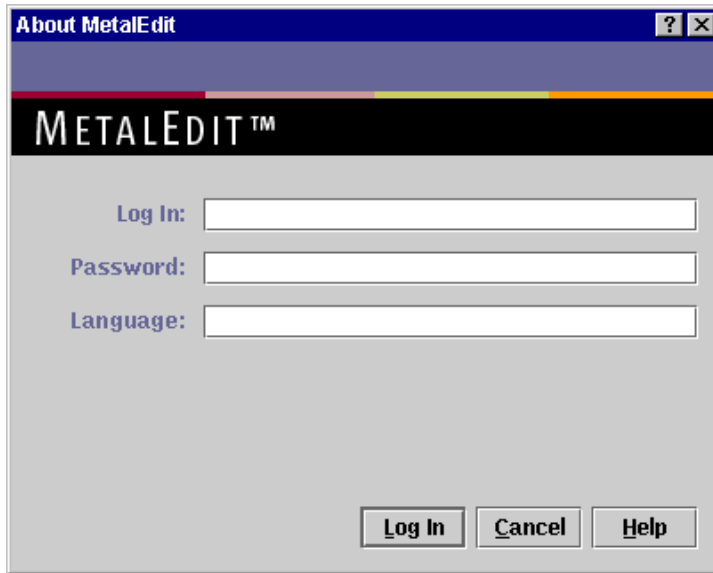 About MetalEdit
METALEDIT™
Log In:
Password:
Language:
Log In Cancel Help